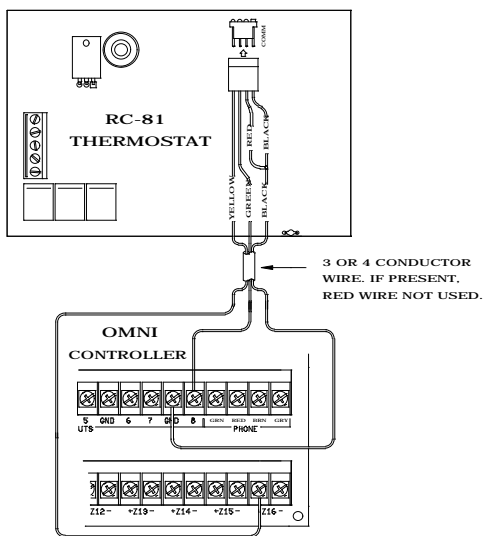 COMM
RC-81
THERMOSTAT
RED
BLACK
YELLOW
GREEN
BLACK
3 OR 4 CONDUCTOR
WIRE. IF PRESENT,
RED WIRE NOT USED.
OMNI
CONTROLLER
5 GND 6 7 GND 8 GRN RED BRN GRY
UTS PHONE
Z12 - +Z13 - +Z14 - +Z15 - Z16 -